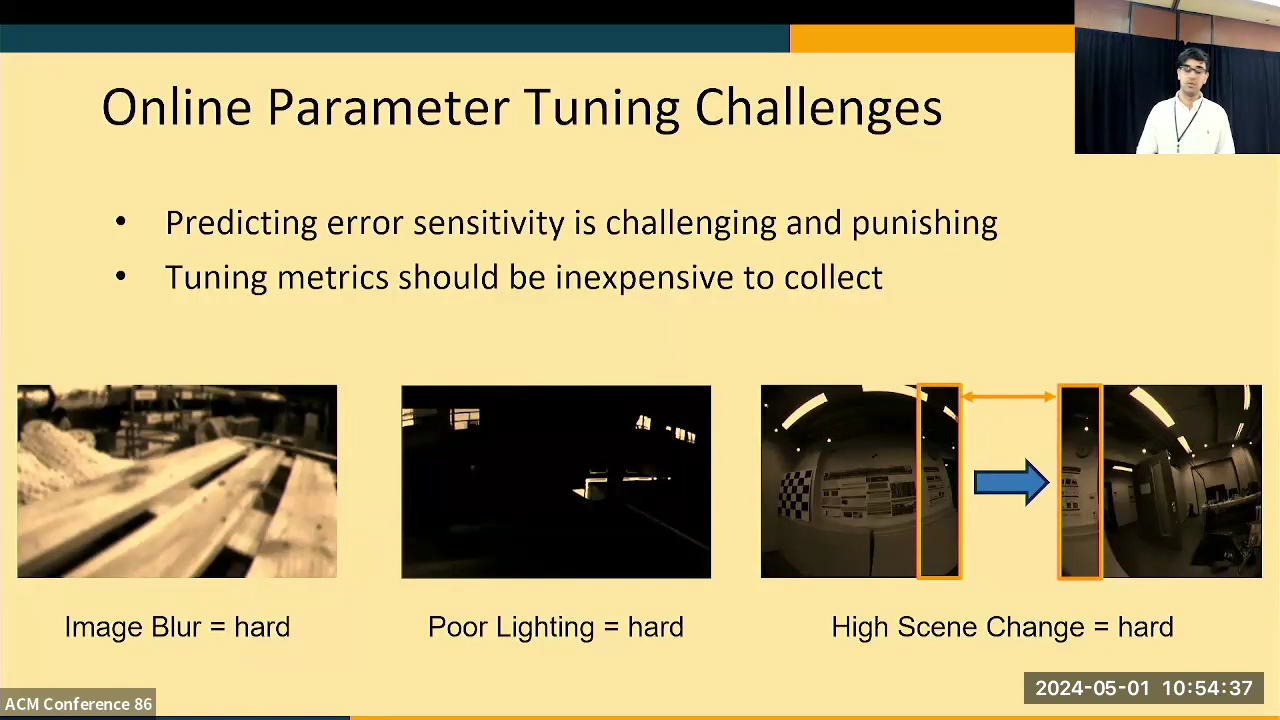 Online Parameter Tuning Challenges
• Predicting error sensitivity is challenging and punishing
• Tuning metrics should be inexpensive to collect
Image Blur = hard
Poor Lighting = hard
High Scene Change = hard
ACM Conference 86
2024-05-01 10:54:37